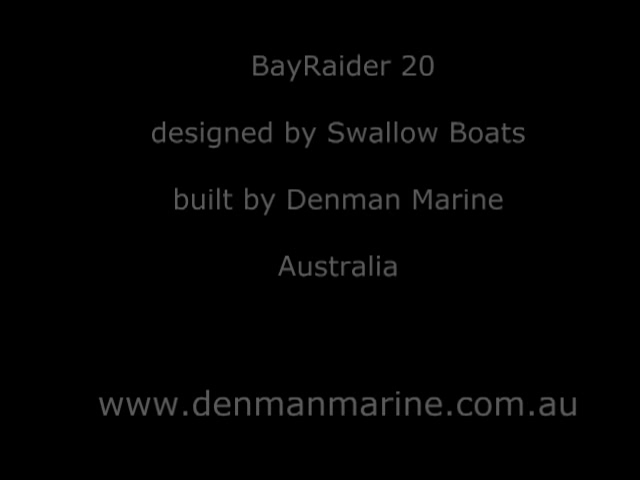 BayRaider 20
designed by Swallow Boats
built by Denman Marine
Australia
www.denmanmarine.com.au